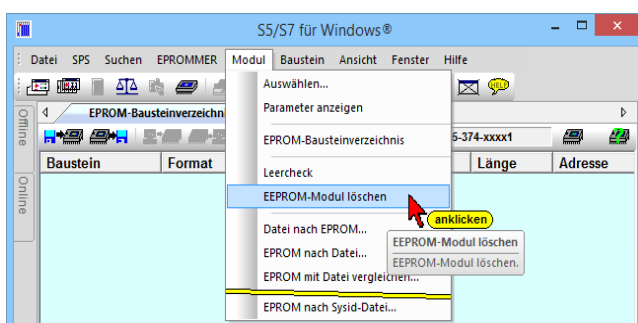 S5/S7 für Windows®
Datei SPS Suchen EPROMMER Modul Baustein Ansicht Fenster Hilfe
HELP
Offline
EPROM-Bausteinverzeichni
5-374-xxxx1
Baustein Format Länge Adresse
Online
Auswählen...
Parameter anzeigen
EPROM-Bausteinverzeichnis
Leercheck
EEPROM-Modul löschen
anklicken
Datei nach EPROM...
EPROM nach Datei...
EPROM mit Datei vergleichen...
EPROM nach Sysid-Datei...
EEPROM-Modul löschen
EEPROM-Modul löschen.